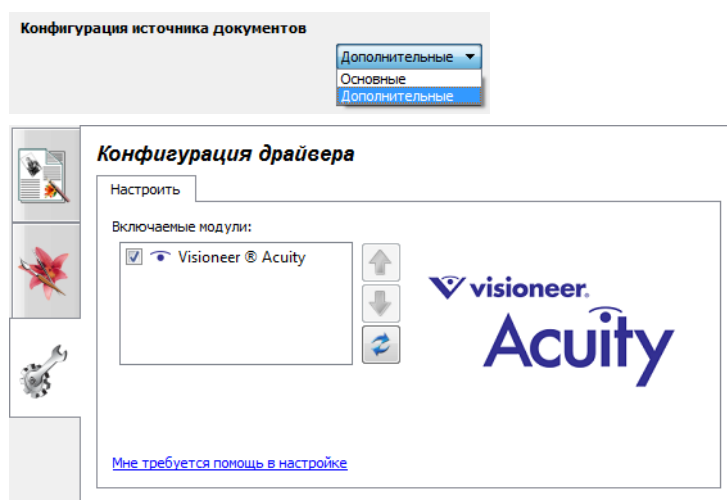 Конфигурация источника документов
Дополнительные
Основные
Дополнительные
Конфигурация драйвера
Настроить
Включаемые модули:
Visioneer ® Acuity
visioneer.
Acuity
Мне требуется помощь в настройке